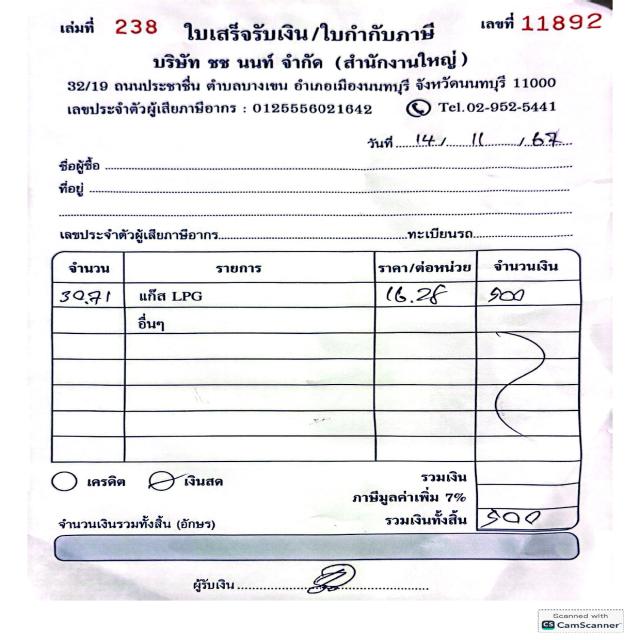 เล่มที่ 238 ใบเสร็จรับเงิน/ใบกำกับภาษี เลขที่ 11892
บริษัท ชช นนท์ จำกัด (สำนักงานใหญ่)
32/19 ถนนประชาชื่น ตำบลบางเขน อำเภอเมืองนนทบุรี จังหวัดนนทบุรี 11000
เลขประจำตัวผู้เสียภาษีอากร : 0125556021642 Tel.02-952-5441
วันที่ 14 / 11 / 67
ชื่อผู้ซื้อ
ที่อยู่
เลขประจำตัวผู้เสียภาษีอากร ทะเบียนรถ
จำนวน รายการ ราคา/ต่อหน่วย จำนวนเงิน
30.71 แก๊ส LPG 16.28 500
อื่นๆ
เครดิต เงินสด รวมเงิน
ภาษีมูลค่าเพิ่ม 7%
จำนวนเงินรวมทั้งสิ้น (อักษร) รวมเงินทั้งสิ้น 500
ผู้รับเงิน
Scanned with
CS CamScanner